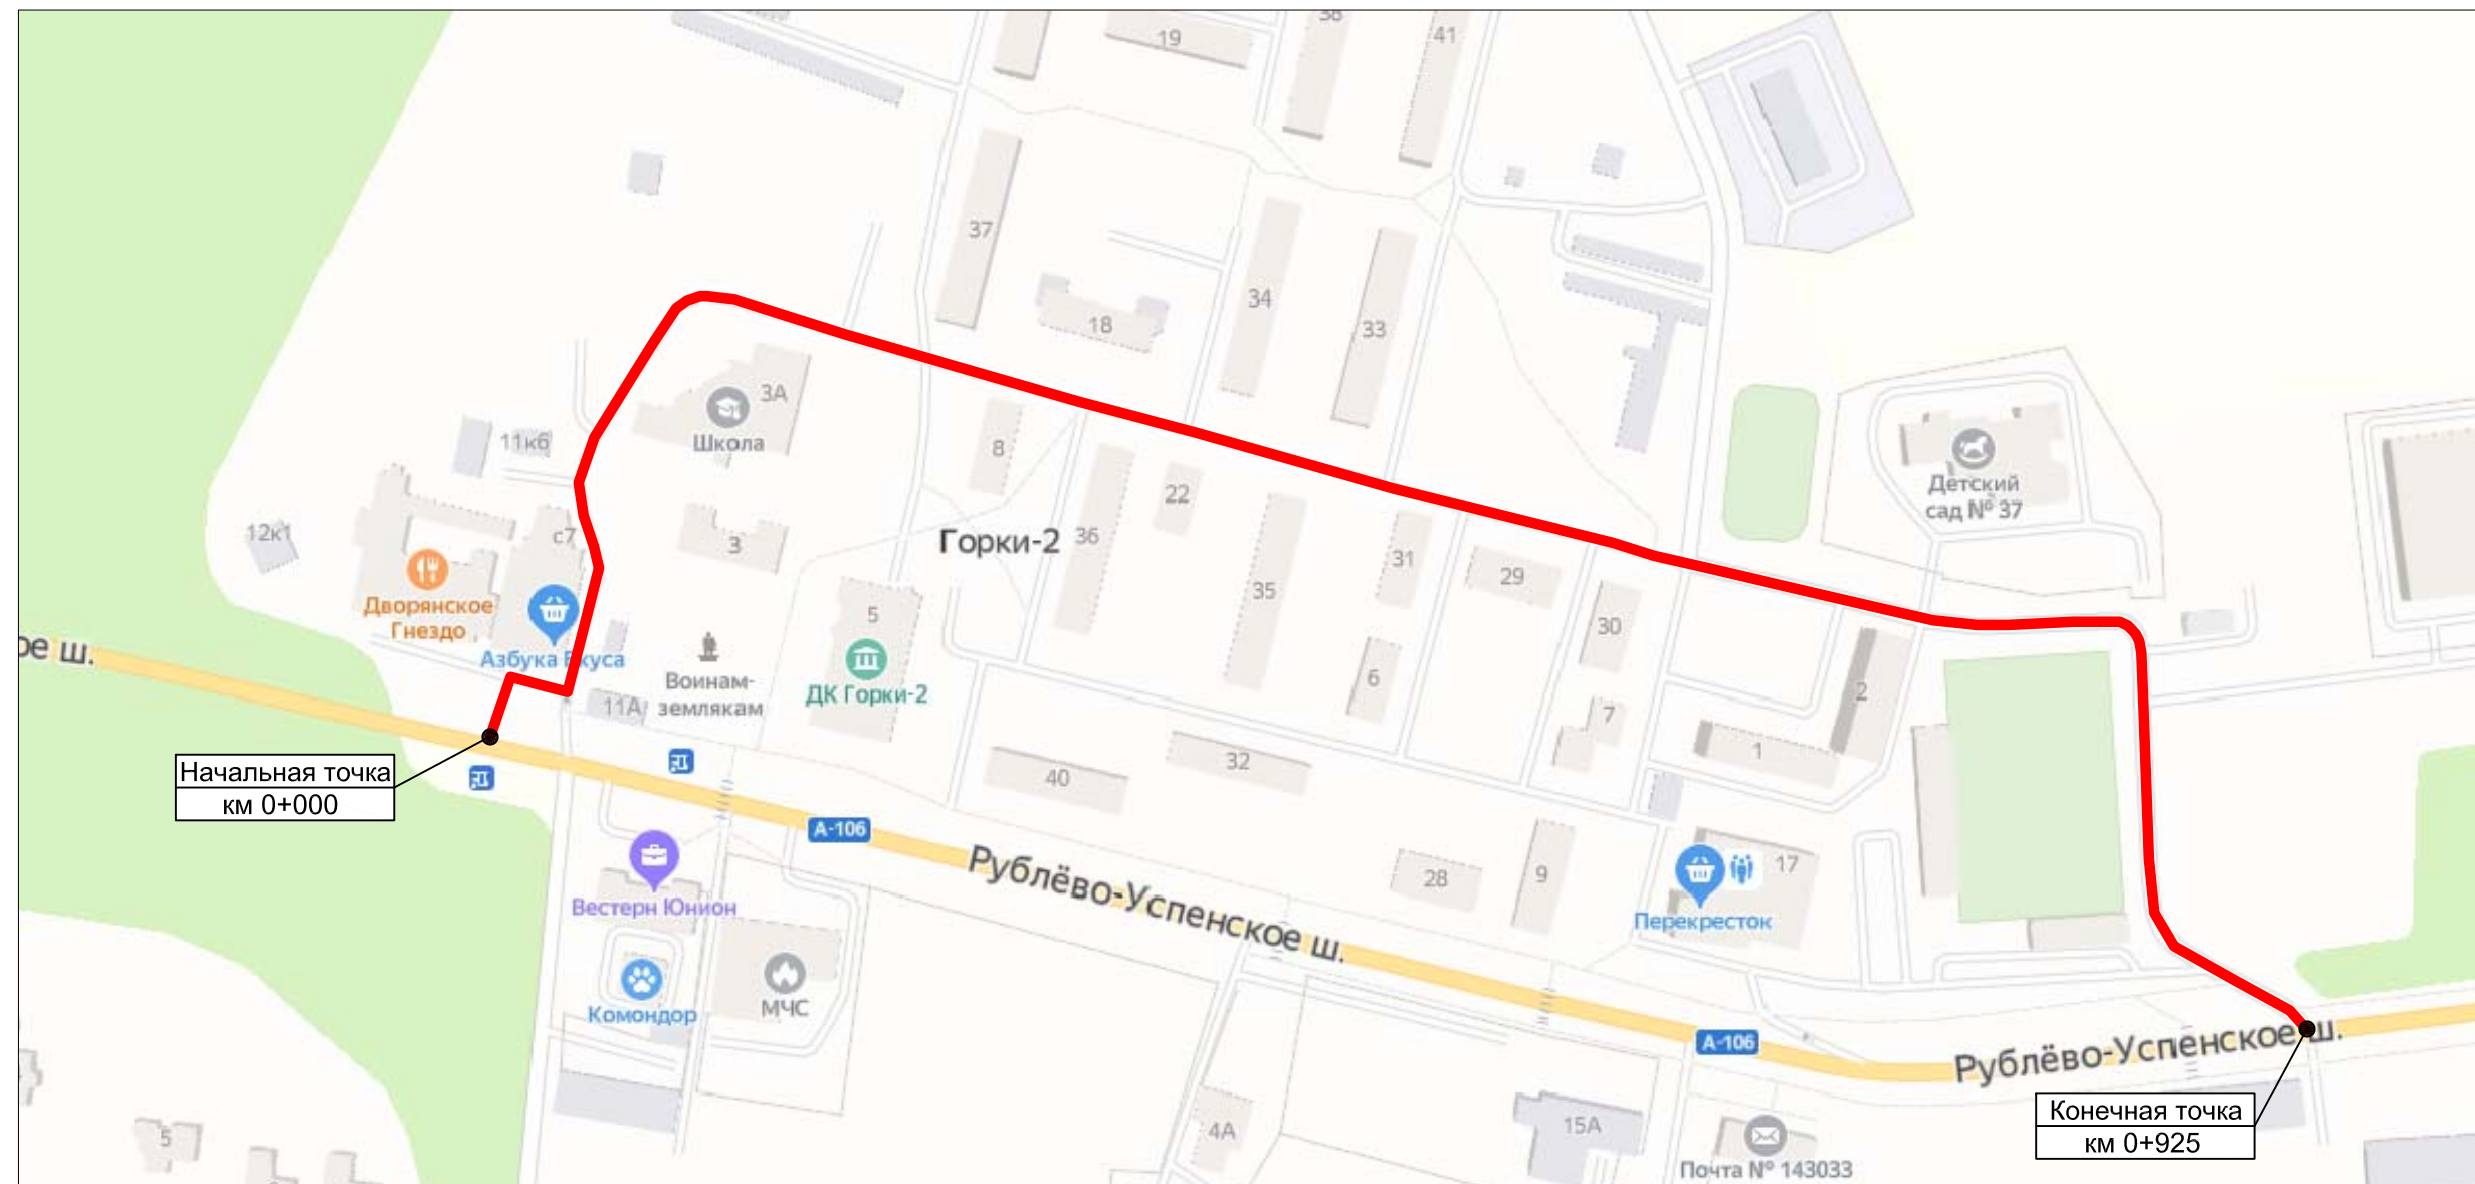 38
19
41
37
34
18
33
3А
Школа
11к6
8
22
Детский
сад № 37
12к1
с7
3
Горки-2
36
31
29
Дворянское
Гнездо
5
35
30
ое ш.
Азбука Вкуса
Воинам-
землякам
ДК Горки-2
6
2
11А
7
1
Начальная точка
км 0+000
40
32
А-106
Рублёво-Успенское ш.
28
9
17
Вестерн Юнион
Перекресток
Комондор
МЧС
А-106
Рублёво-Успенское ш.
Конечная точка
км 0+925
5
4А
15А
Почта № 143033